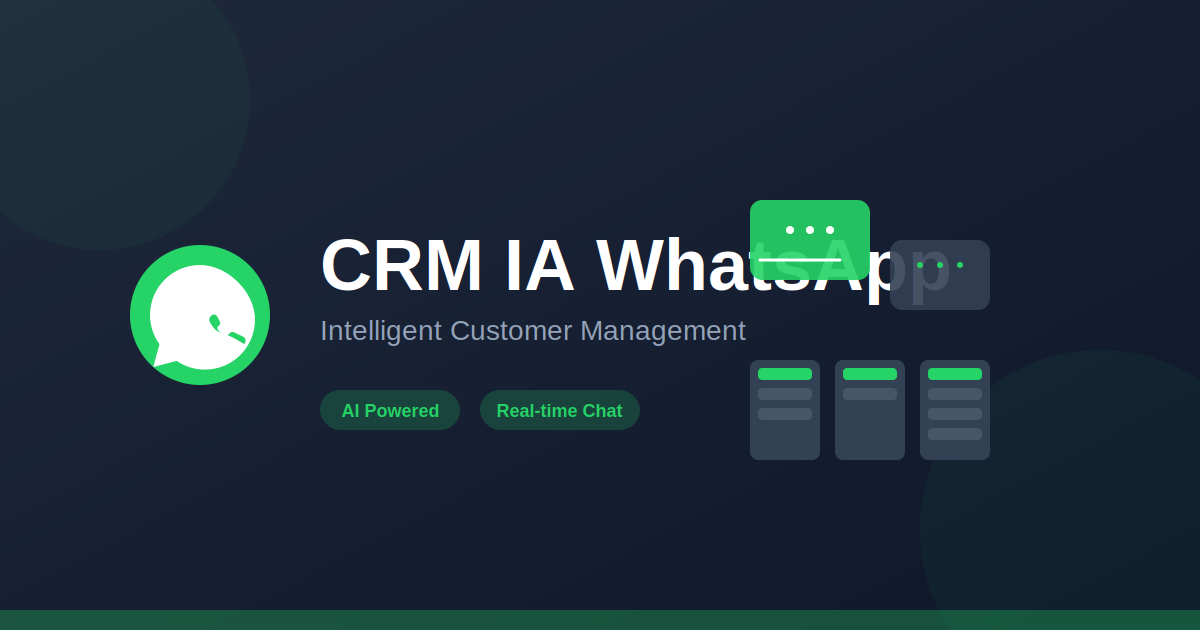 CRM IA WhatsApp
Intelligent Customer Management
AI Powered
Real-time Chat